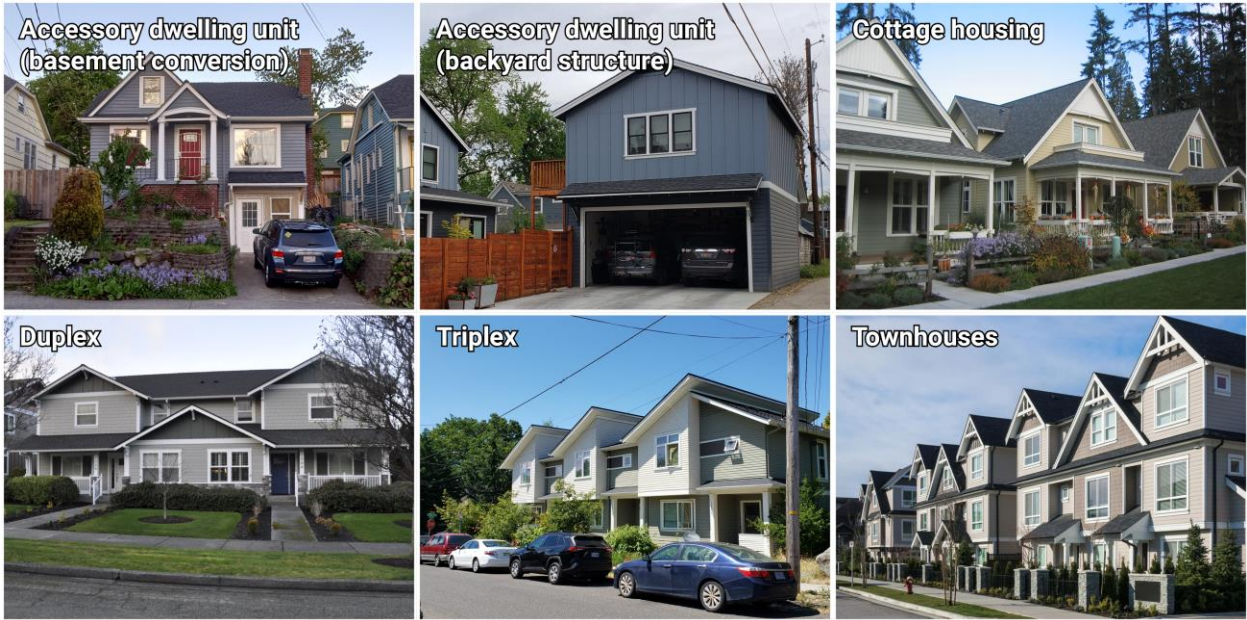 Accessory dwelling unit
(basement conversion)
Accessory dwelling unit
(backyard structure)
Cottage housing
Duplex
Triplex
Townhouses